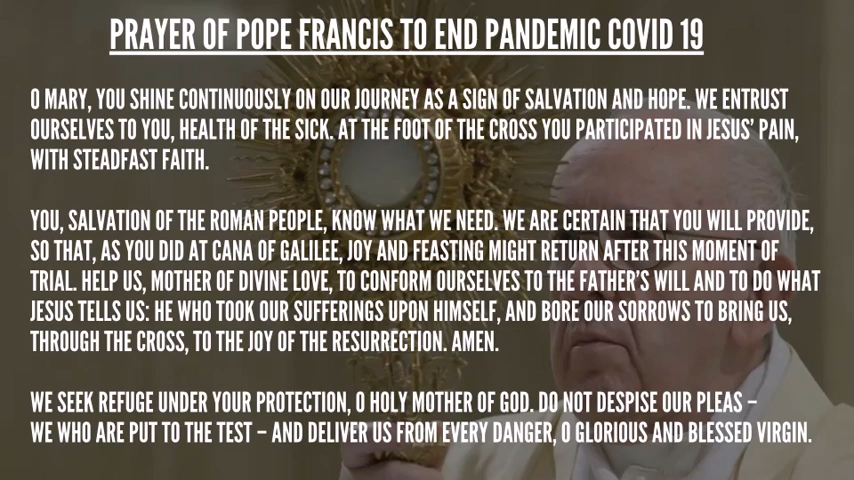 PRAYER OF POPE FRANCIS TO END PANDEMIC COVID 19
O MARY, YOU SHINE CONTINUOUSLY ON OUR JOURNEY AS A SIGN OF SALVATION AND HOPE. WE ENTRUST
OURSELVES TO YOU, HEALTH OF THE SICK. AT THE FOOT OF THE CROSS YOU PARTICIPATED IN JESUS' PAIN,
WITH STEADFAST FAITH.
YOU, SALVATION OF THE ROMAN PEOPLE, KNOW WHAT WE NEED. WE ARE CERTAIN THAT YOU WILL PROVIDE,
SO THAT, AS YOU DID AT CANA OF GALILEE, JOY AND FEASTING MIGHT RETURN AFTER THIS MOMENT OF
TRIAL. HELP US, MOTHER OF DIVINE LOVE, TO CONFORM OURSELVES TO THE FATHER'S WILL AND TO DO WHAT
JESUS TELLS US: HE WHO TOOK OUR SUFFERINGS UPON HIMSELF, AND BORE OUR SORROWS TO BRING US,
THROUGH THE CROSS, TO THE JOY OF THE RESURRECTION. AMEN.
WE SEEK REFUGE UNDER YOUR PROTECTION, O HOLY MOTHER OF GOD. DO NOT DESPISE OUR PLEAS –
WE WHO ARE PUT TO THE TEST – AND DELIVER US FROM EVERY DANGER, O GLORIOUS AND BLESSED VIRGIN.